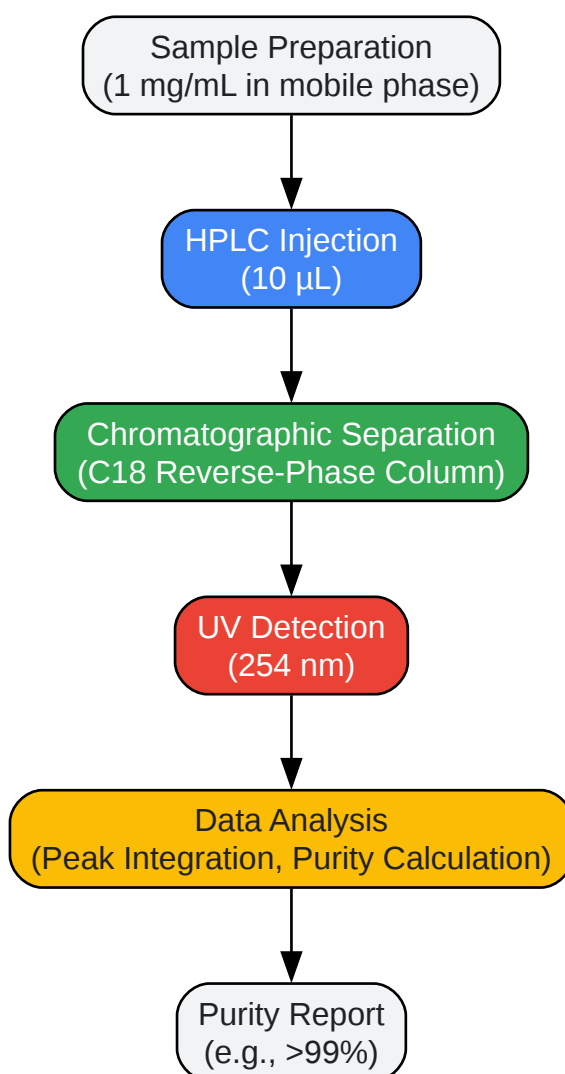 Sample Preparation
(1 mg/mL in mobile phase)
HPLC Injection
(10 µL)
Chromatographic Separation
(C18 Reverse-Phase Column)
UV Detection
(254 nm)
Data Analysis
(Peak Integration, Purity Calculation)
Purity Report
(e.g., >99%)